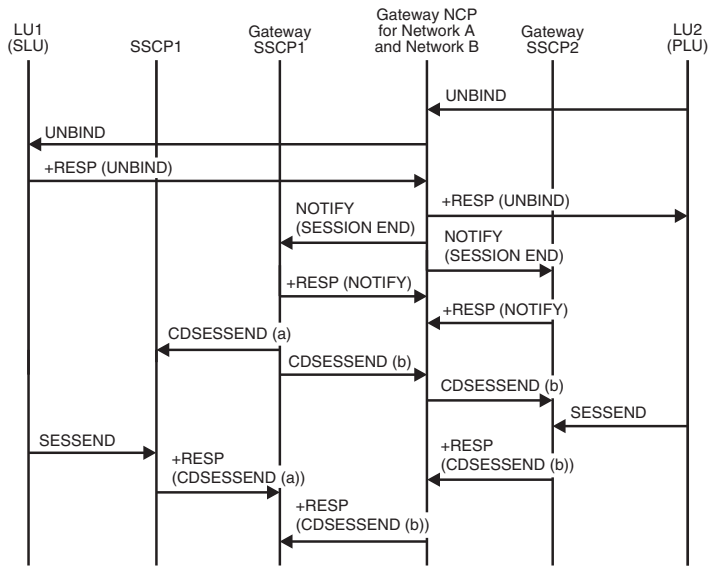 LU1
(SLU)
SSCP1
Gateway
SSCP1
Gateway NCP
for Network A
and Network B
Gateway
SSCP2
LU2
(PLU)
UNBIND
UNBIND
+RESP (UNBIND)
+RESP (UNBIND)
NOTIFY
(SESSION END)
NOTIFY
(SESSION END)
+RESP (NOTIFY)
+RESP (NOTIFY)
CDSESSEND (a)
CDSESSEND (b)
CDSESSEND (b)
SESSEND
SESSEND
+RESP
(CDSESSEND (b))
+RESP
(CDSESSEND (a))
+RESP
(CDSESSEND (b))